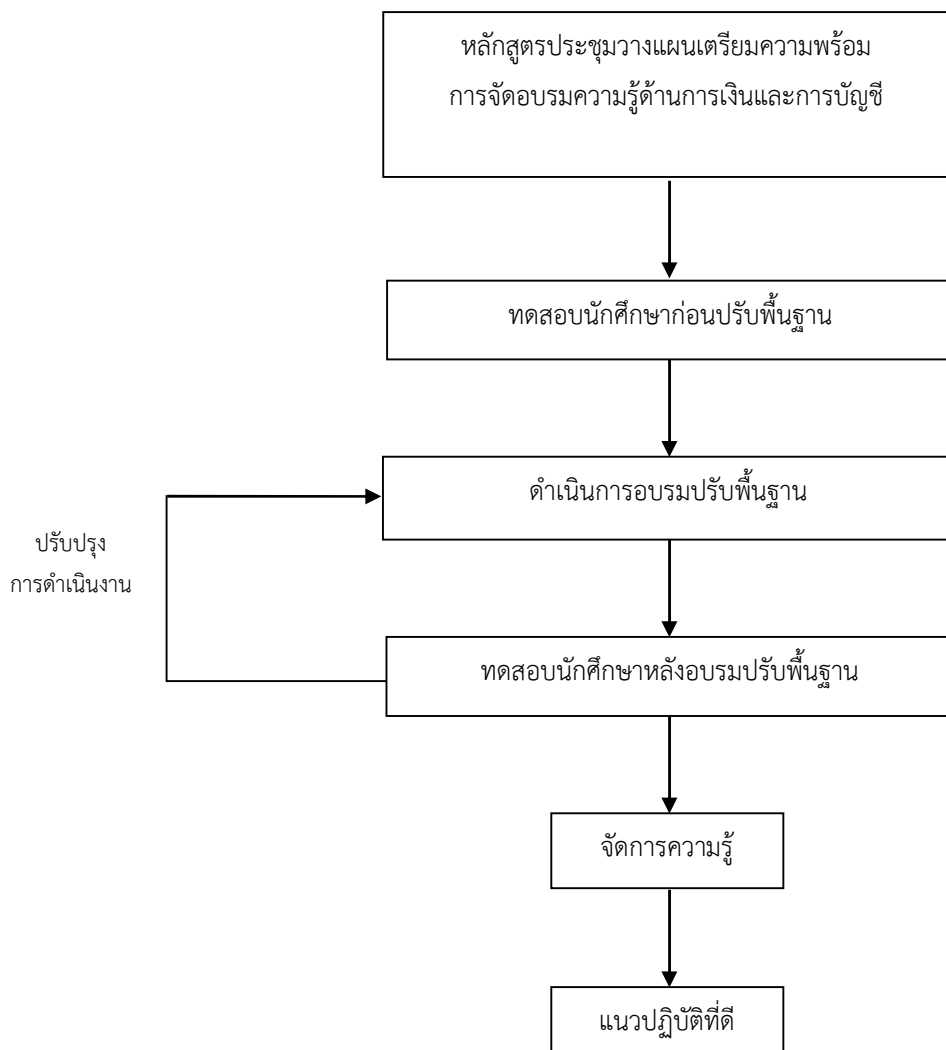 หลักสูตรประชุมวางแผนเตรียมความพร้อม
การจัดอบรมความรู้ด้านการเงินและการบัญชี
ทดสอบนักศึกษาก่อนปรับพื้นฐาน
ดำเนินการอบรมปรับพื้นฐาน
ปรับปรุง
การดำเนินงาน
ทดสอบนักศึกษาหลังอบรมปรับพื้นฐาน
จัดการความรู้
แนวปฏิบัติที่ดี